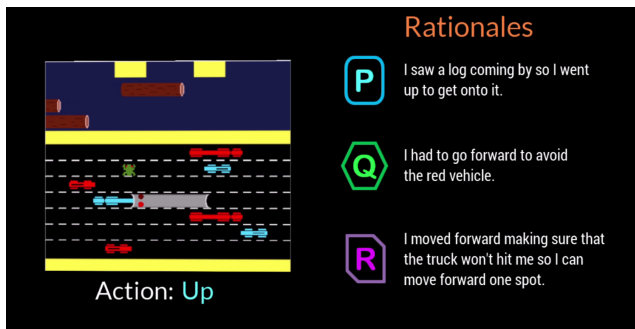 Rationales
P
I saw a log coming by so I went
up to get onto it.
Q
I had to go forward to avoid
the red vehicle.
R
I moved forward making sure that
the truck won't hit me so I can
move forward one spot.
Action: Up